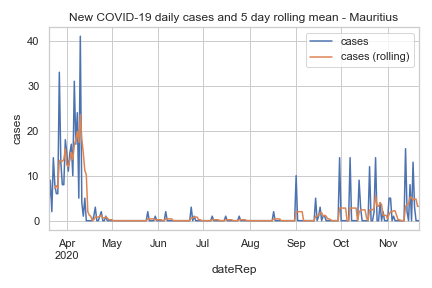 New COVID-19 daily cases and 5 day rolling mean - Mauritius
cases
cases (rolling)
40
30
20
10
0
cases
Apr May Jun Jul Aug Sep Oct Nov
2020
dateRep